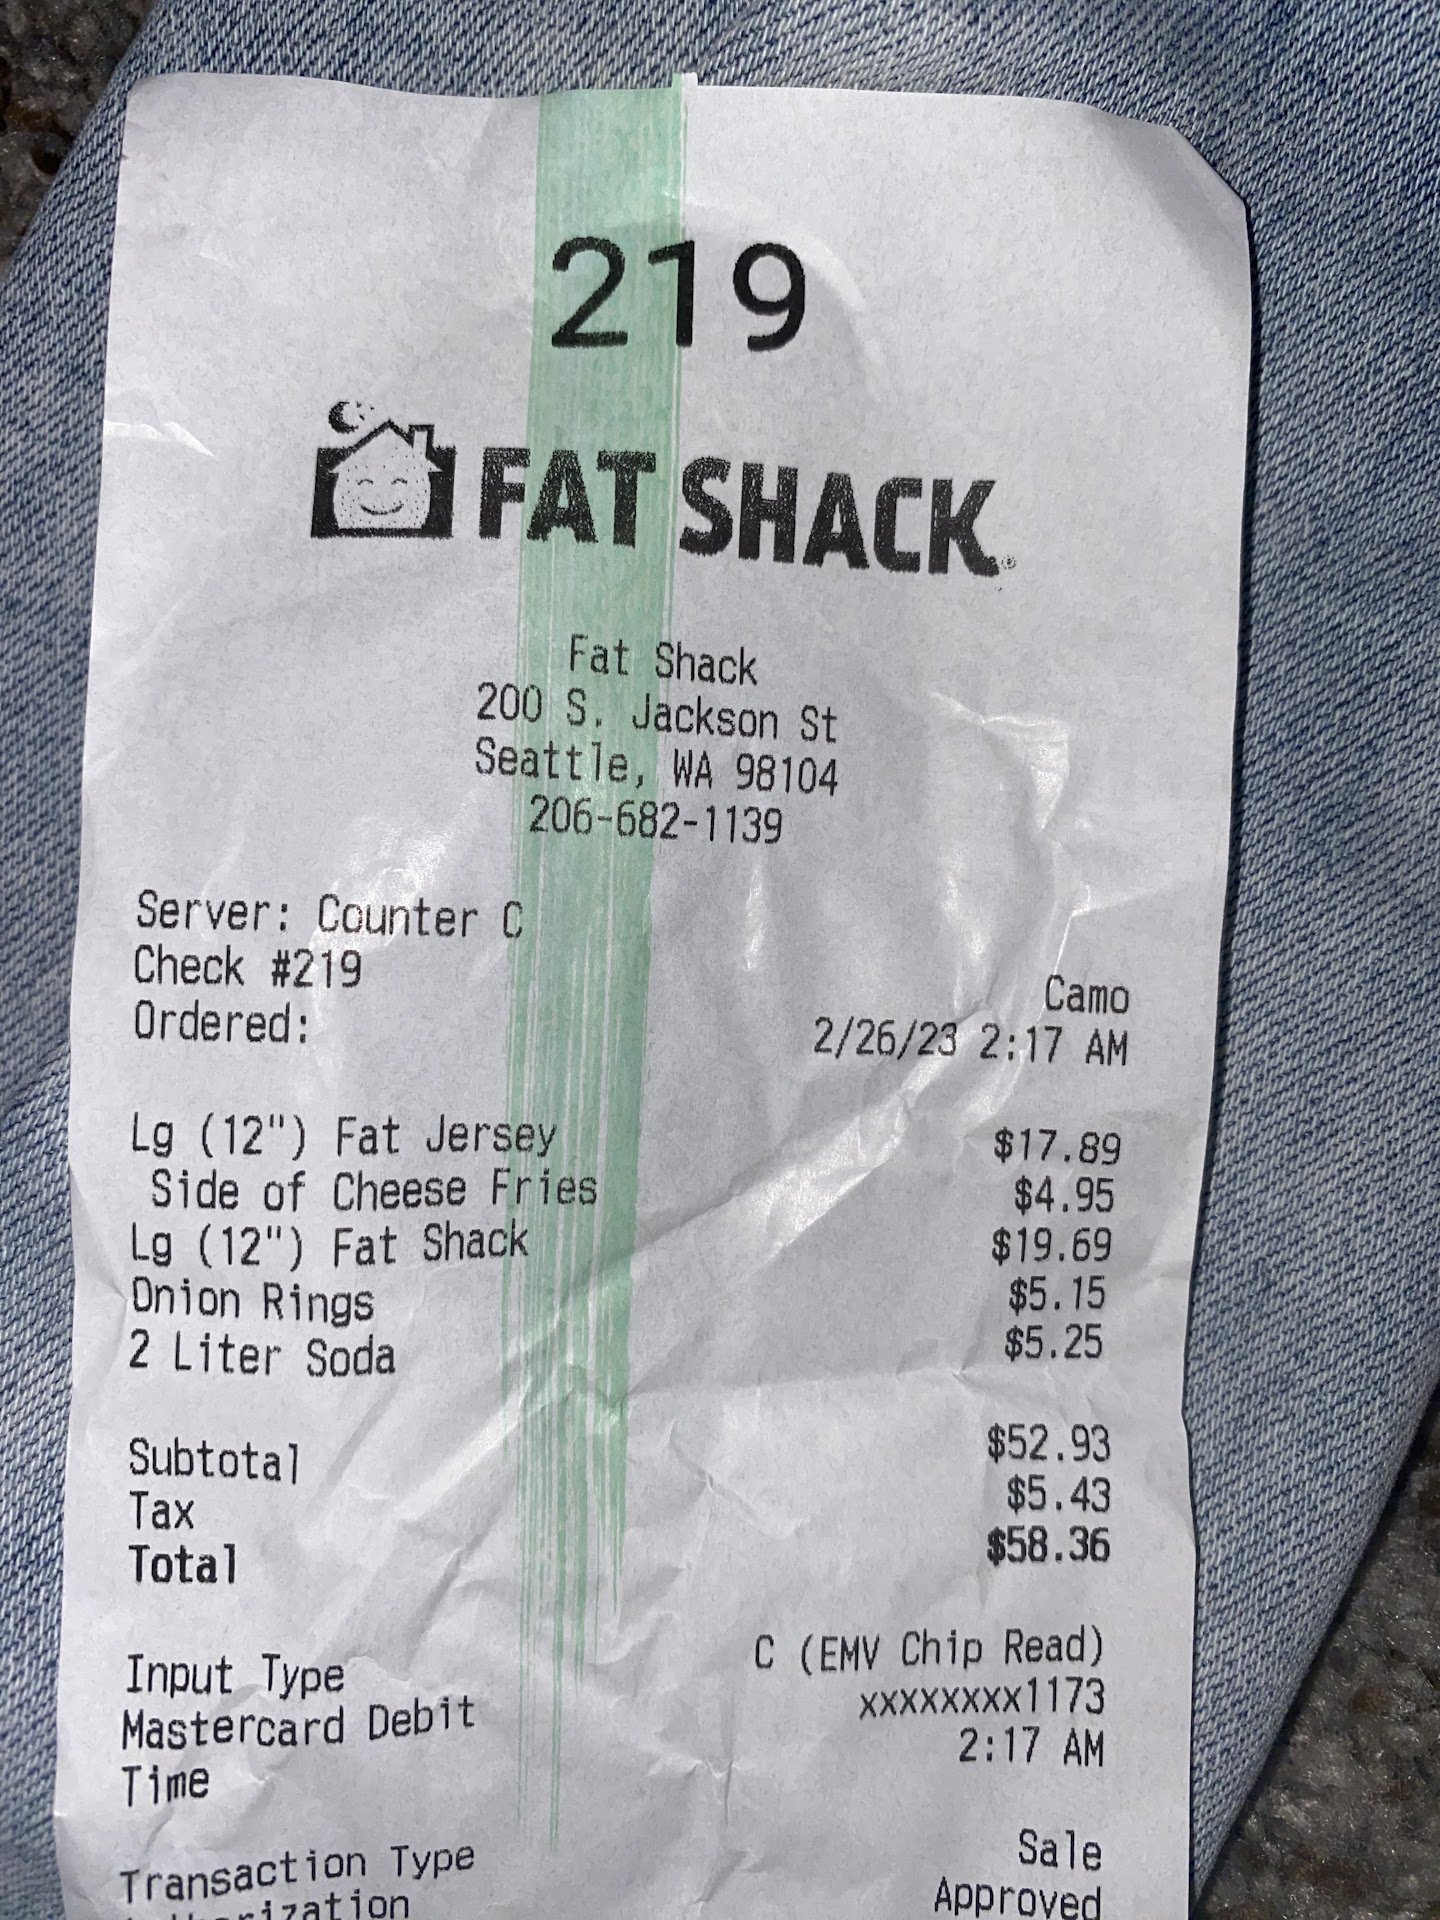 219
FAT SHACK®
Fat Shack
200 S. Jackson St
Seattle, WA 98104
206-682-1139
Server: Counter C
Check #219 Camo
Ordered: 2/26/23 2:17 AM
Lg (12") Fat Jersey $17.89
Side of Cheese Fries $4.95
Lg (12") Fat Shack $19.69
Onion Rings $5.15
2 Liter Soda $5.25
Subtotal $52.93
Tax $5.43
Total $58.36
Input Type C (EMV Chip Read)
Mastercard Debit xxxxxxxx1173
Time 2:17 AM
Transaction Type Sale
Authorization Approved